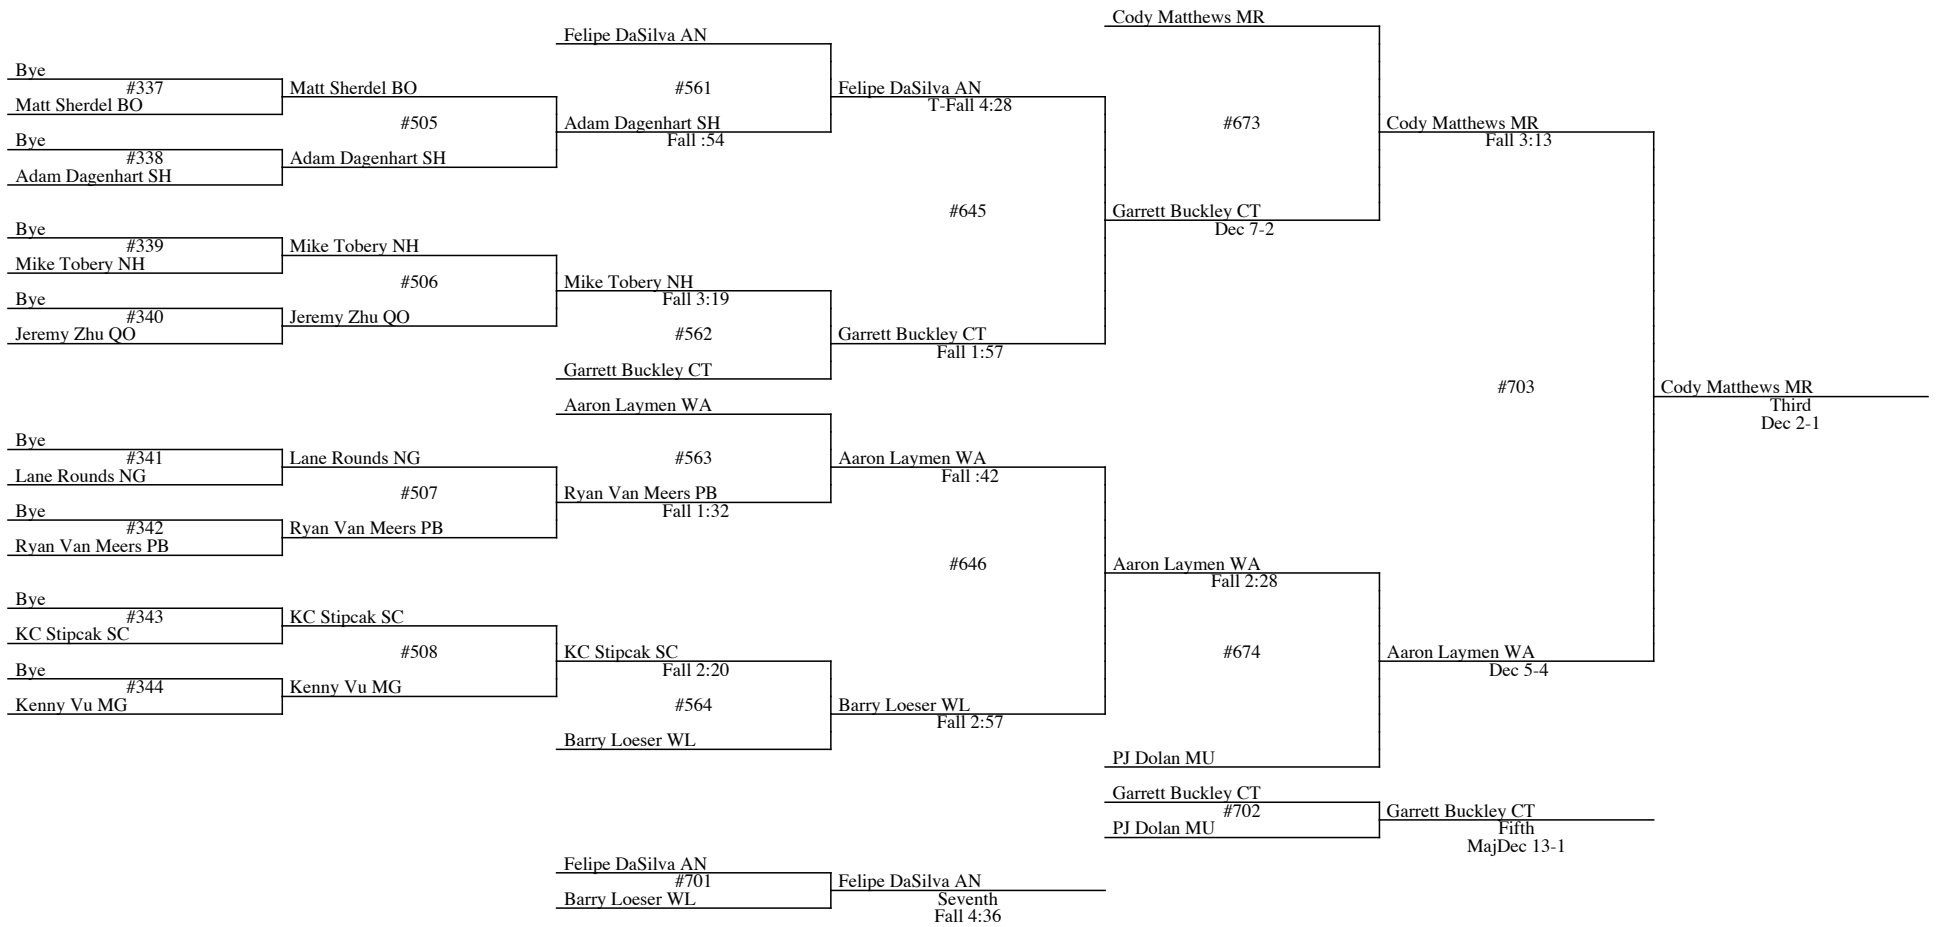 Cody Matthews MR
Felipe DaSilva AN
Bye
#337
Matt Sherdel BO
Matt Sherdel BO
#561
Felipe DaSilva AN
T-Fall 4:28
#505
Adam Dagenhart SH
Fall :54
#673
Cody Matthews MR
Fall 3:13
Bye
#338
Adam Dagenhart SH
Adam Dagenhart SH
#645
Garrett Buckley CT
Dec 7-2
Bye
#339
Mike Tobery NH
Mike Tobery NH
#506
Mike Tobery NH
Fall 3:19
Bye
#340
Jeremy Zhu QO
Jeremy Zhu QO
#562
Garrett Buckley CT
Fall 1:57
Garrett Buckley CT
#703
Cody Matthews MR
Third
Dec 2-1
Aaron Laymen WA
Bye
#341
Lane Rounds NG
Lane Rounds NG
#563
Aaron Laymen WA
Fall :42
#507
Ryan Van Meers PB
Fall 1:32
Bye
#342
Ryan Van Meers PB
Ryan Van Meers PB
#646
Aaron Laymen WA
Fall 2:28
Bye
#343
KC Stipcak SC
KC Stipcak SC
#508
KC Stipcak SC
Fall 2:20
#674
Aaron Laymen WA
Dec 5-4
Bye
#344
Kenny Vu MG
Kenny Vu MG
#564
Barry Loeser WL
Fall 2:57
Barry Loeser WL
PJ Dolan MU
Garrett Buckley CT
#702
PJ Dolan MU
Garrett Buckley CT
Fifth
MajDec 13-1
Felipe DaSilva AN
#701
Barry Loeser WL
Felipe DaSilva AN
Seventh
Fall 4:36